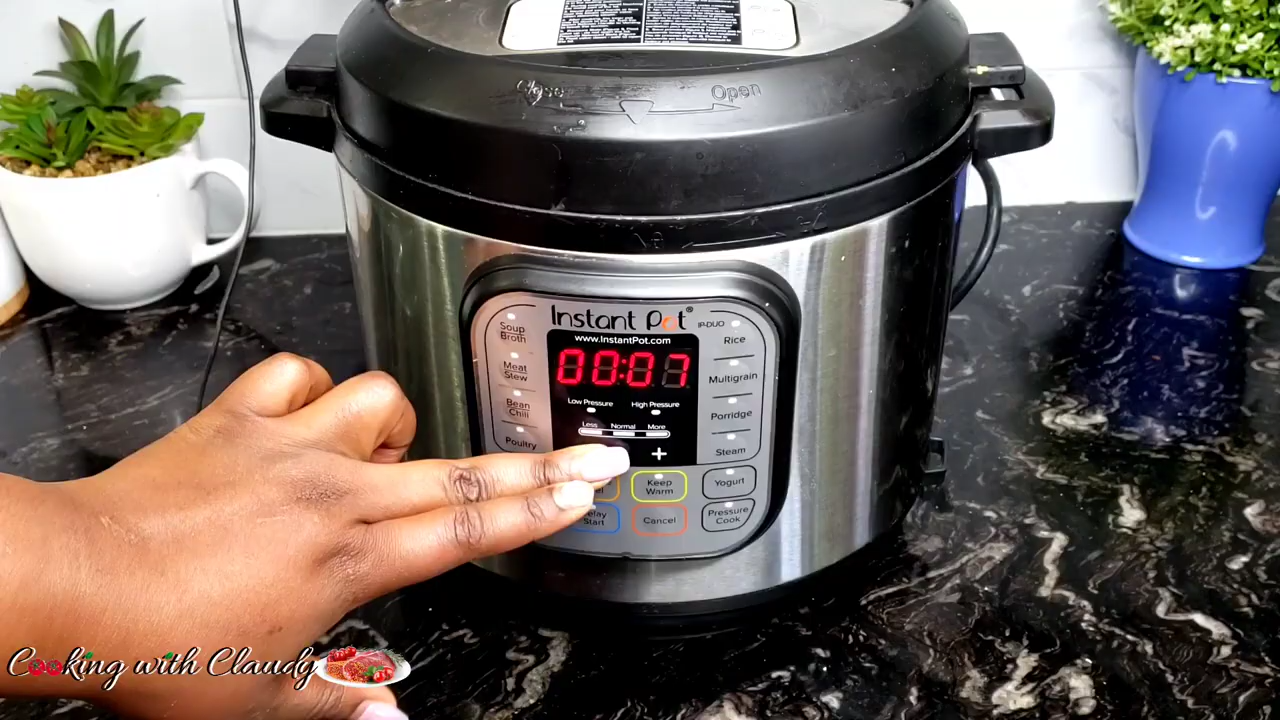 Close
Open
Instant Pot®
IP-DUO
www.InstantPot.com
00:07
Low Pressure
High Pressure
Less
Normal
More
+
Soup
Broth
Meat
Stew
Bean
Chili
Poultry
Rice
Multigrain
Porridge
Steam
Keep
Warm
Yogurt
Start
Cancel
Pressure
Cook
Cooking with Claudy